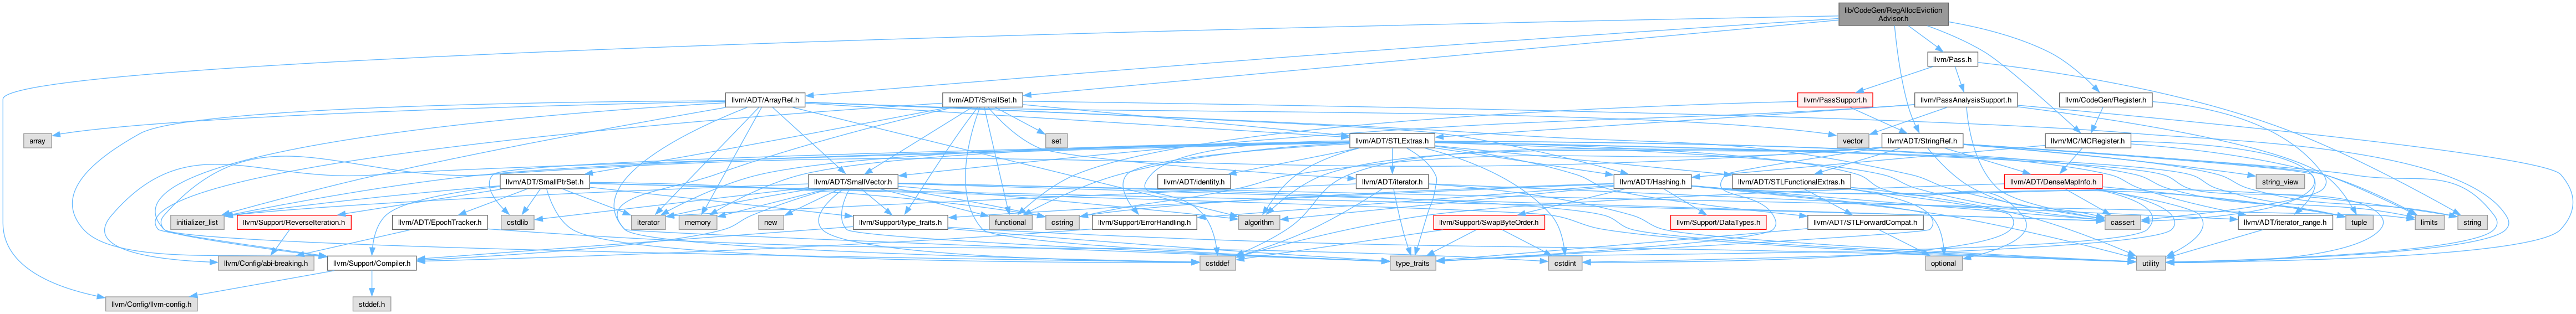 lib/CodeGen/RegAllocEviction
Advisor.h
llvm/Pass.h
llvm/ADT/ArrayRef.h
llvm/ADT/SmallSet.h
llvm/PassSupport.h
llvm/PassAnalysisSupport.h
llvm/CodeGen/Register.h
array
set
llvm/ADT/STLExtras.h
vector
llvm/ADT/StringRef.h
llvm/MC/MCRegister.h
llvm/ADT/SmallPtrSet.h
llvm/ADT/SmallVector.h
llvm/ADT/identity.h
llvm/ADT/iterator.h
llvm/ADT/Hashing.h
llvm/ADT/STLFunctionalExtras.h
llvm/ADT/DenseMapInfo.h
string_view
initializer_list
llvm/Support/ReverseIteration.h
llvm/ADT/EpochTracker.h
cstdlib
iterator
memory
new
llvm/Support/type_traits.h
functional
cstring
llvm/Support/ErrorHandling.h
algorithm
llvm/Support/SwapByteOrder.h
llvm/Support/DataTypes.h
llvm/ADT/STLForwardCompat.h
cassert
llvm/ADT/iterator_range.h
tuple
limits
string
llvm/Config/abi-breaking.h
llvm/Support/Compiler.h
cstddef
type_traits
cstdint
optional
utility
llvm/Config/llvm-config.h
stddef.h